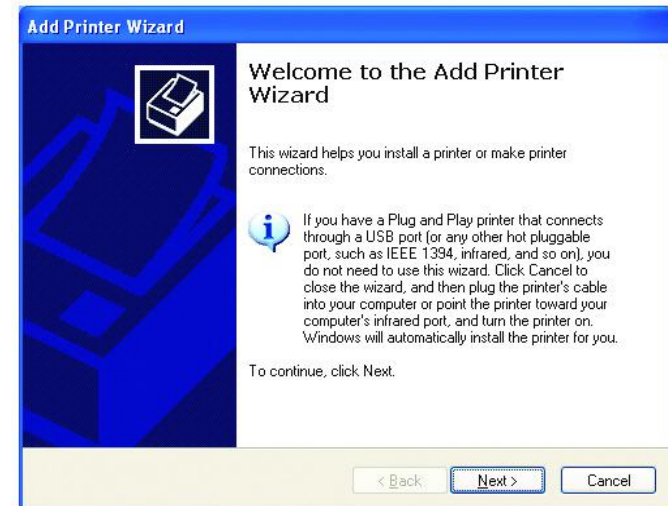 Add Printer Wizard
Welcome to the Add Printer
Wizard
This wizard helps you install a printer or make printer
connections.
If you have a Plug and Play printer that connects
through a USB port (or any other hot pluggable
port, such as IEEE 1394, infrared, and so on), you
do not need to use this wizard. Click Cancel to
close the wizard, and then plug the printer's cable
into your computer or point the printer toward your
computer's infrared port, and turn the printer on.
Windows will automatically install the printer for you.
To continue, click Next.
< Back Next > Cancel